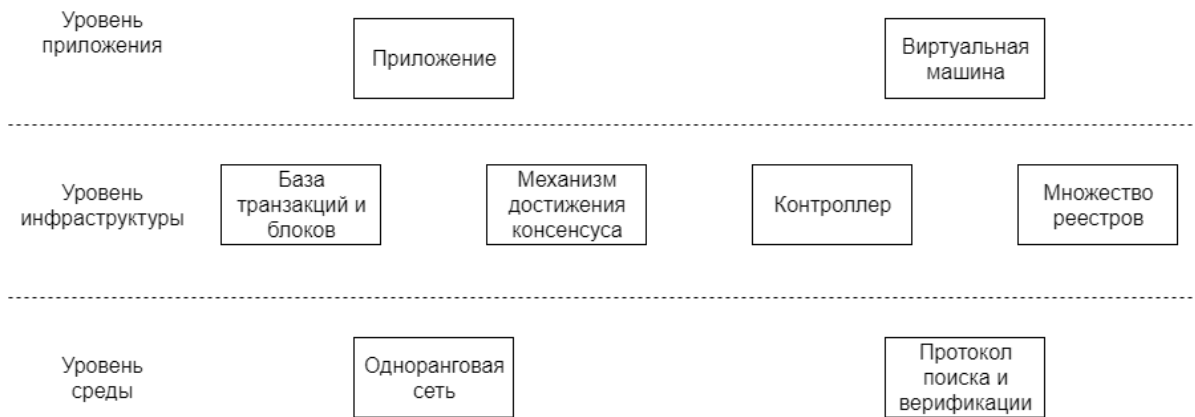 Уровень
приложения
Приложение
Виртуальная
машина
Уровень
инфраструктуры
База
транзакций и
блоков
Механизм
достижения
консенсуса
Контроллер
Множество
реестров
Уровень
среды
Одноранговая
сеть
Протокол
поиска и
верификации